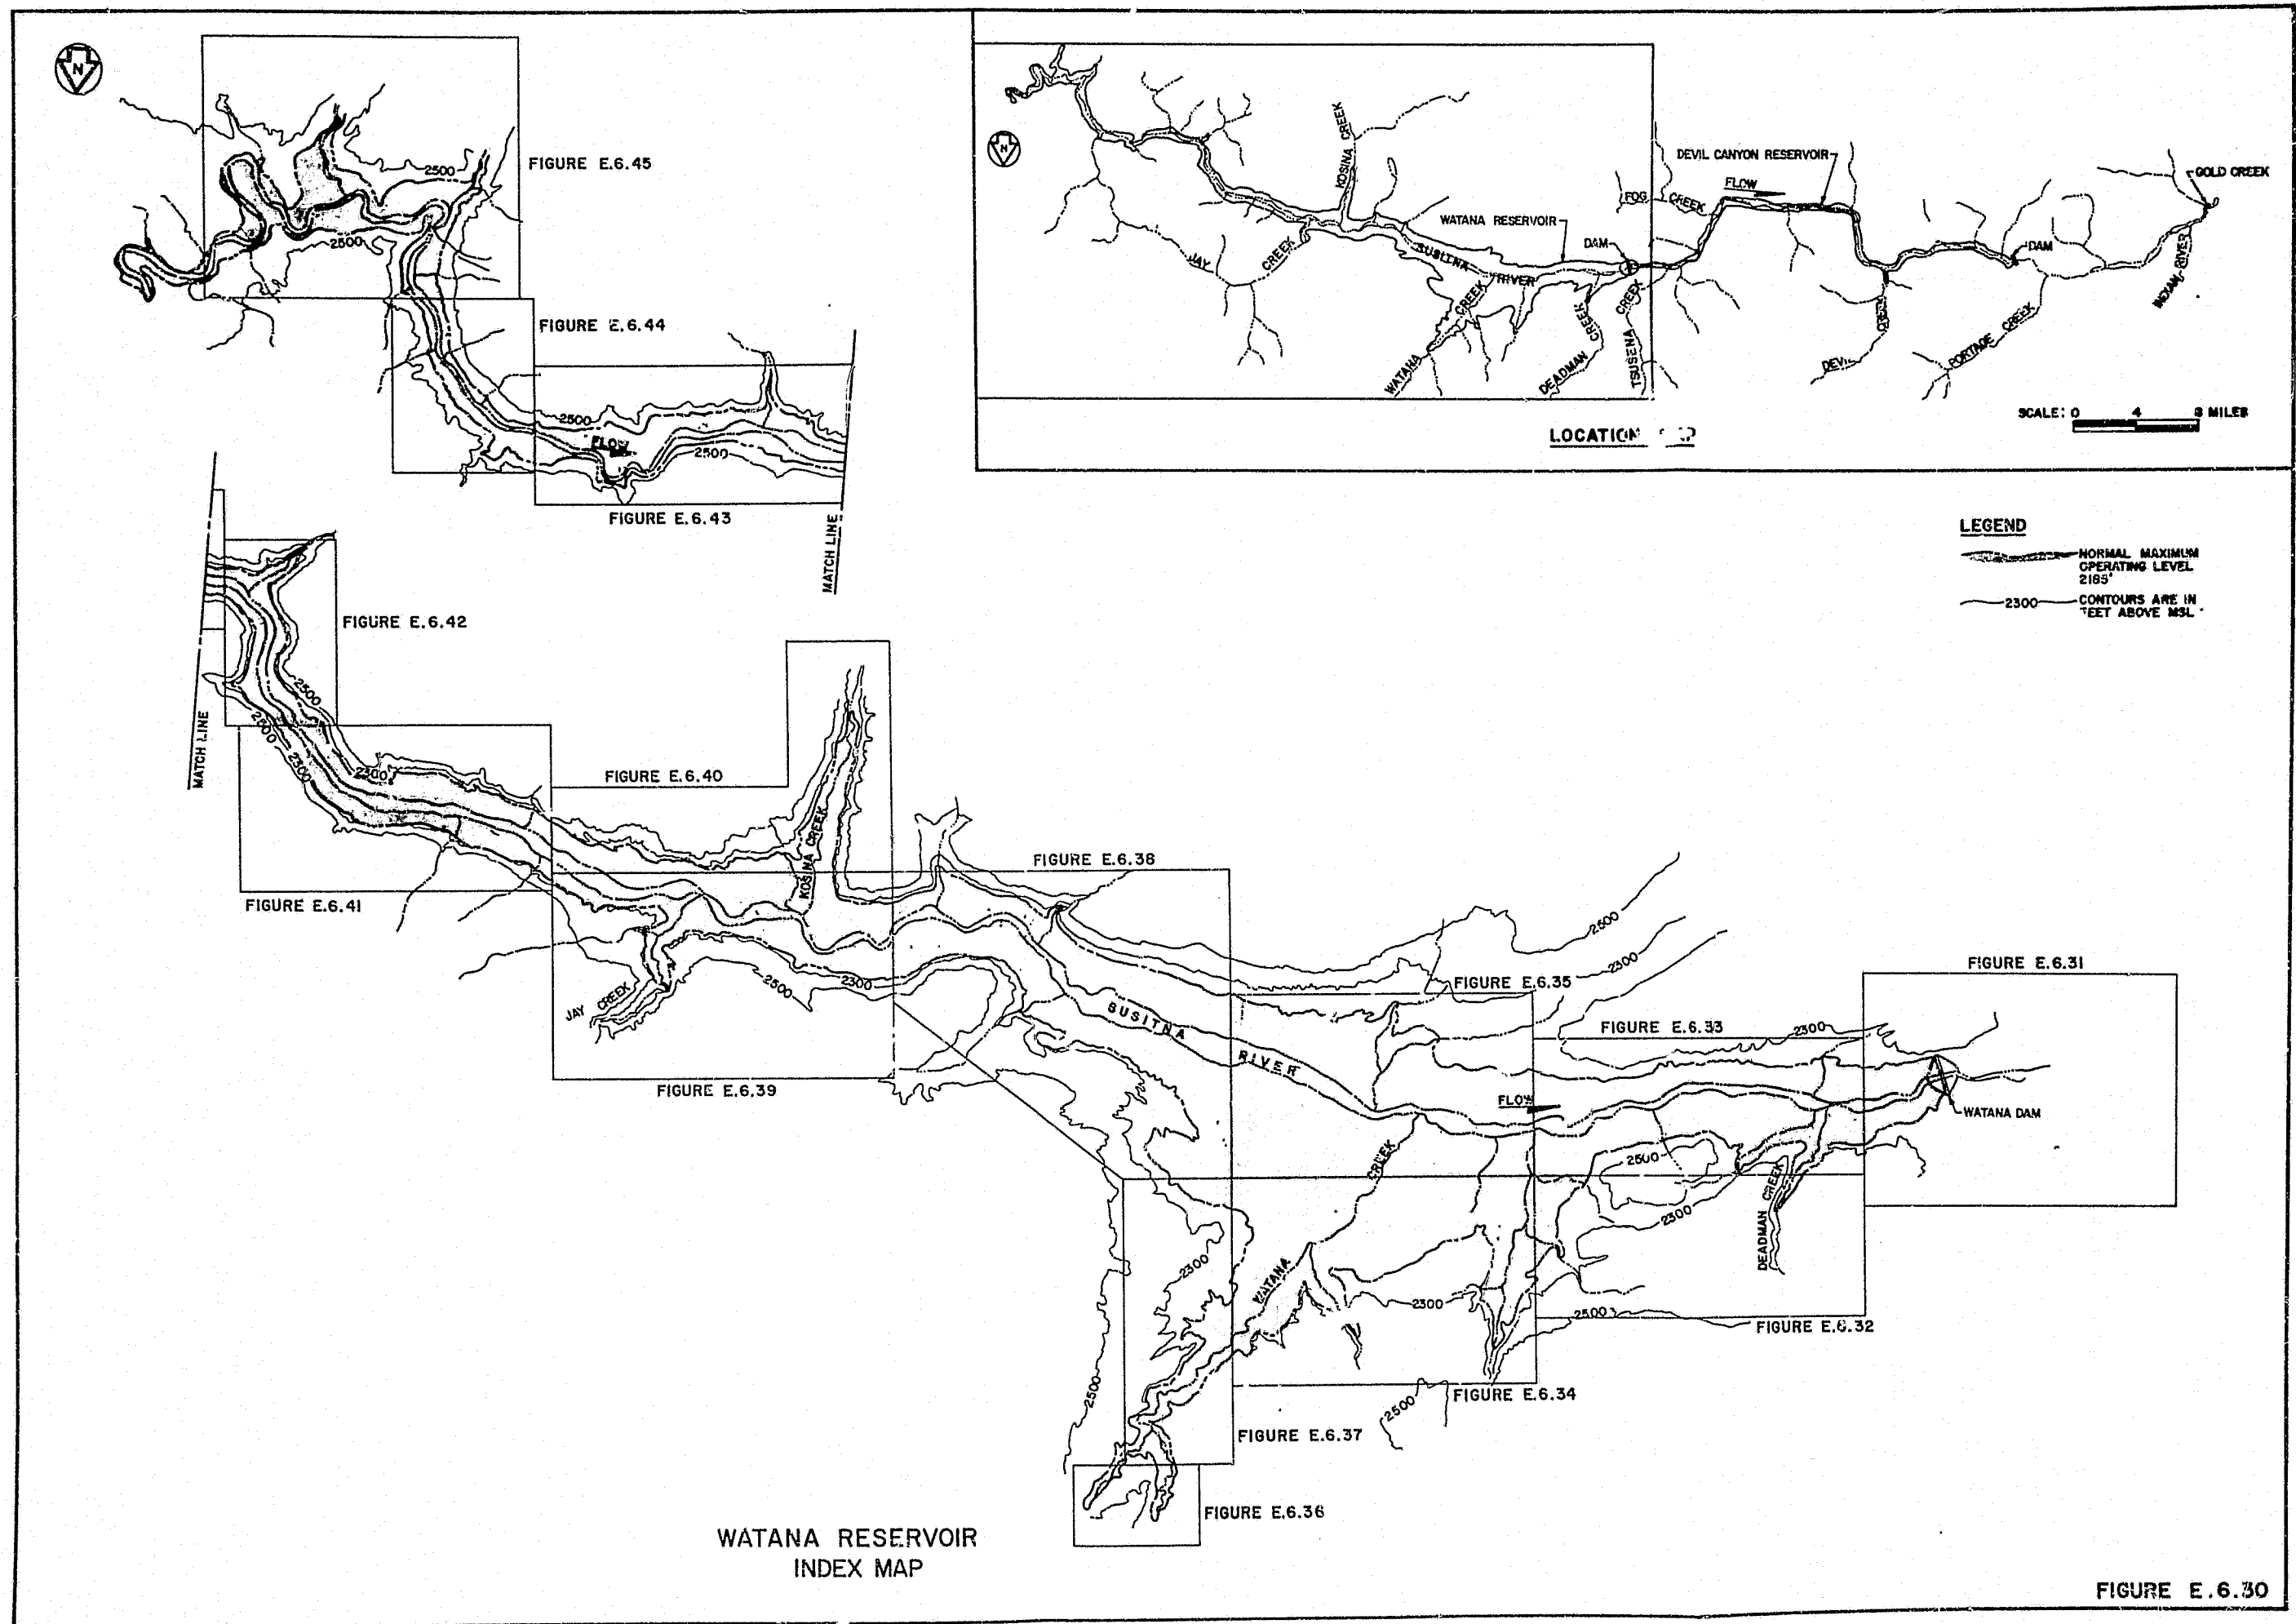 N
FIGURE E.6.45
2500
2500
FIGURE E.6.44
2500
FLOW
2500
FIGURE E.6.43
MATCH LINE
N
KOSINA CREEK
JAY
CREEK
WATANA RESERVOIR
SUSITNA
RIVER
DAM
WATANA
CREEK
DEADMAN
CREEK
TSUSENA
CREEK
FOG
CREEK
FLOW
DEVIL CANYON RESERVOIR
DEVIL
CREEK
DAM
PORTAGE CREEK
INDIAN RIVER
GOLD CREEK
SCALE: 0 4 8 MILES
LOCATION
LEGEND
NORMAL MAXIMUM
OPERATING LEVEL
2185'
2300
CONTOURS ARE IN
FEET ABOVE MSL
MATCH LINE
FIGURE E.6.42
2500
2500
2300
2300
FIGURE E.6.41
FIGURE E.6.40
KOSINA CREEK
FIGURE E.6.38
JAY CREEK
2500
2300
FIGURE E.6.39
SUSITNA
RIVER
2500
2300
FIGURE E.6.35
FIGURE E.6.33
2300
FIGURE E.6.31
FLOW
WATANA DAM
2500
CREEK
DEADMAN CREEK
2300
2300
WATANA
2300
2500
FIGURE E.6.32
2500
FIGURE E.6.34
2500
FIGURE E.6.37
FIGURE E.6.36
WATANA RESERVOIR
INDEX MAP
FIGURE E.6.30